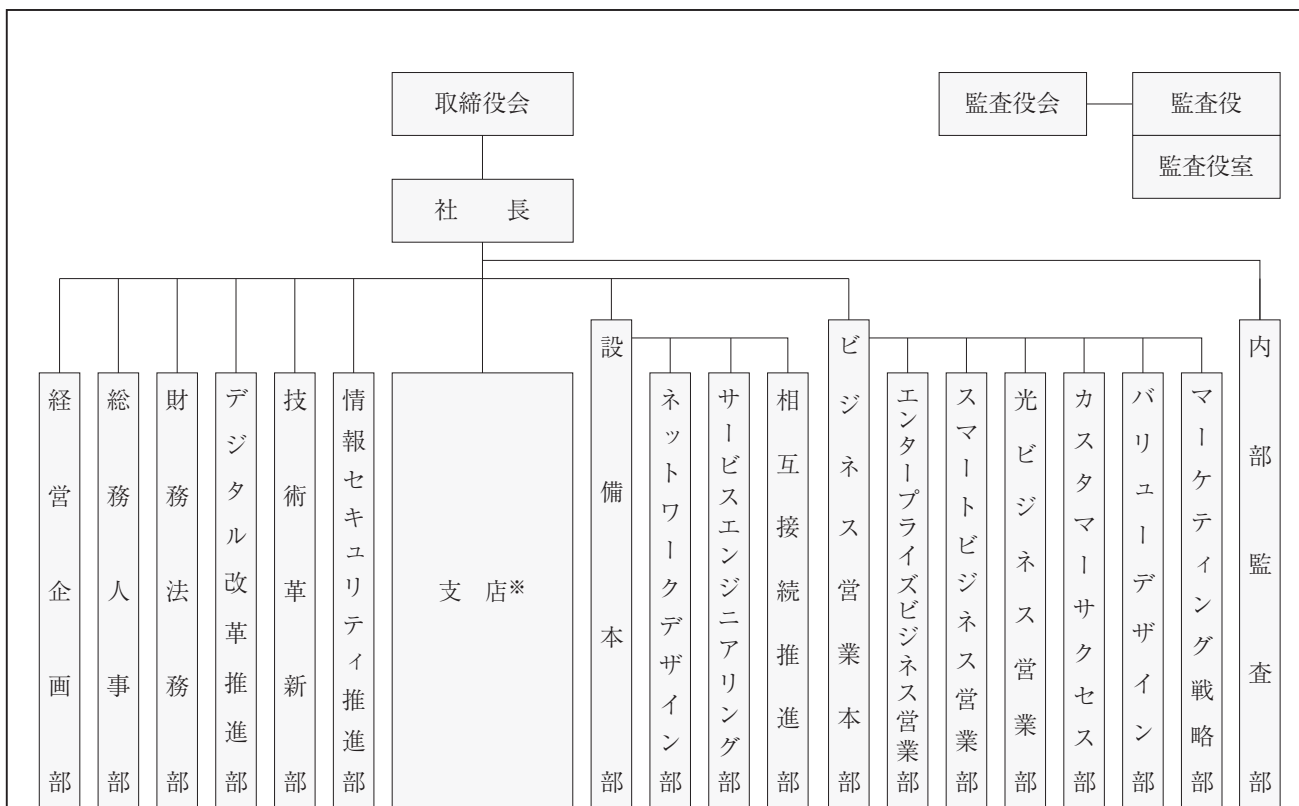 取締役会
監査役会
監査役
監査役室
社　長
経営企画部
総務人事部
財務法務部
デジタル改革推進部
技術革新部
情報セキュリティ推進部
支　店※
設備本部
ネットワークデザイン部
サービスエンジニアリング部
相互接続推進部
ビジネス営業本部
エンタープライズビジネス営業部
スマートビジネス営業部
光ビジネス営業部
カスタマーサクセス部
バリューデザイン部
マーケティング戦略部
内部監査部